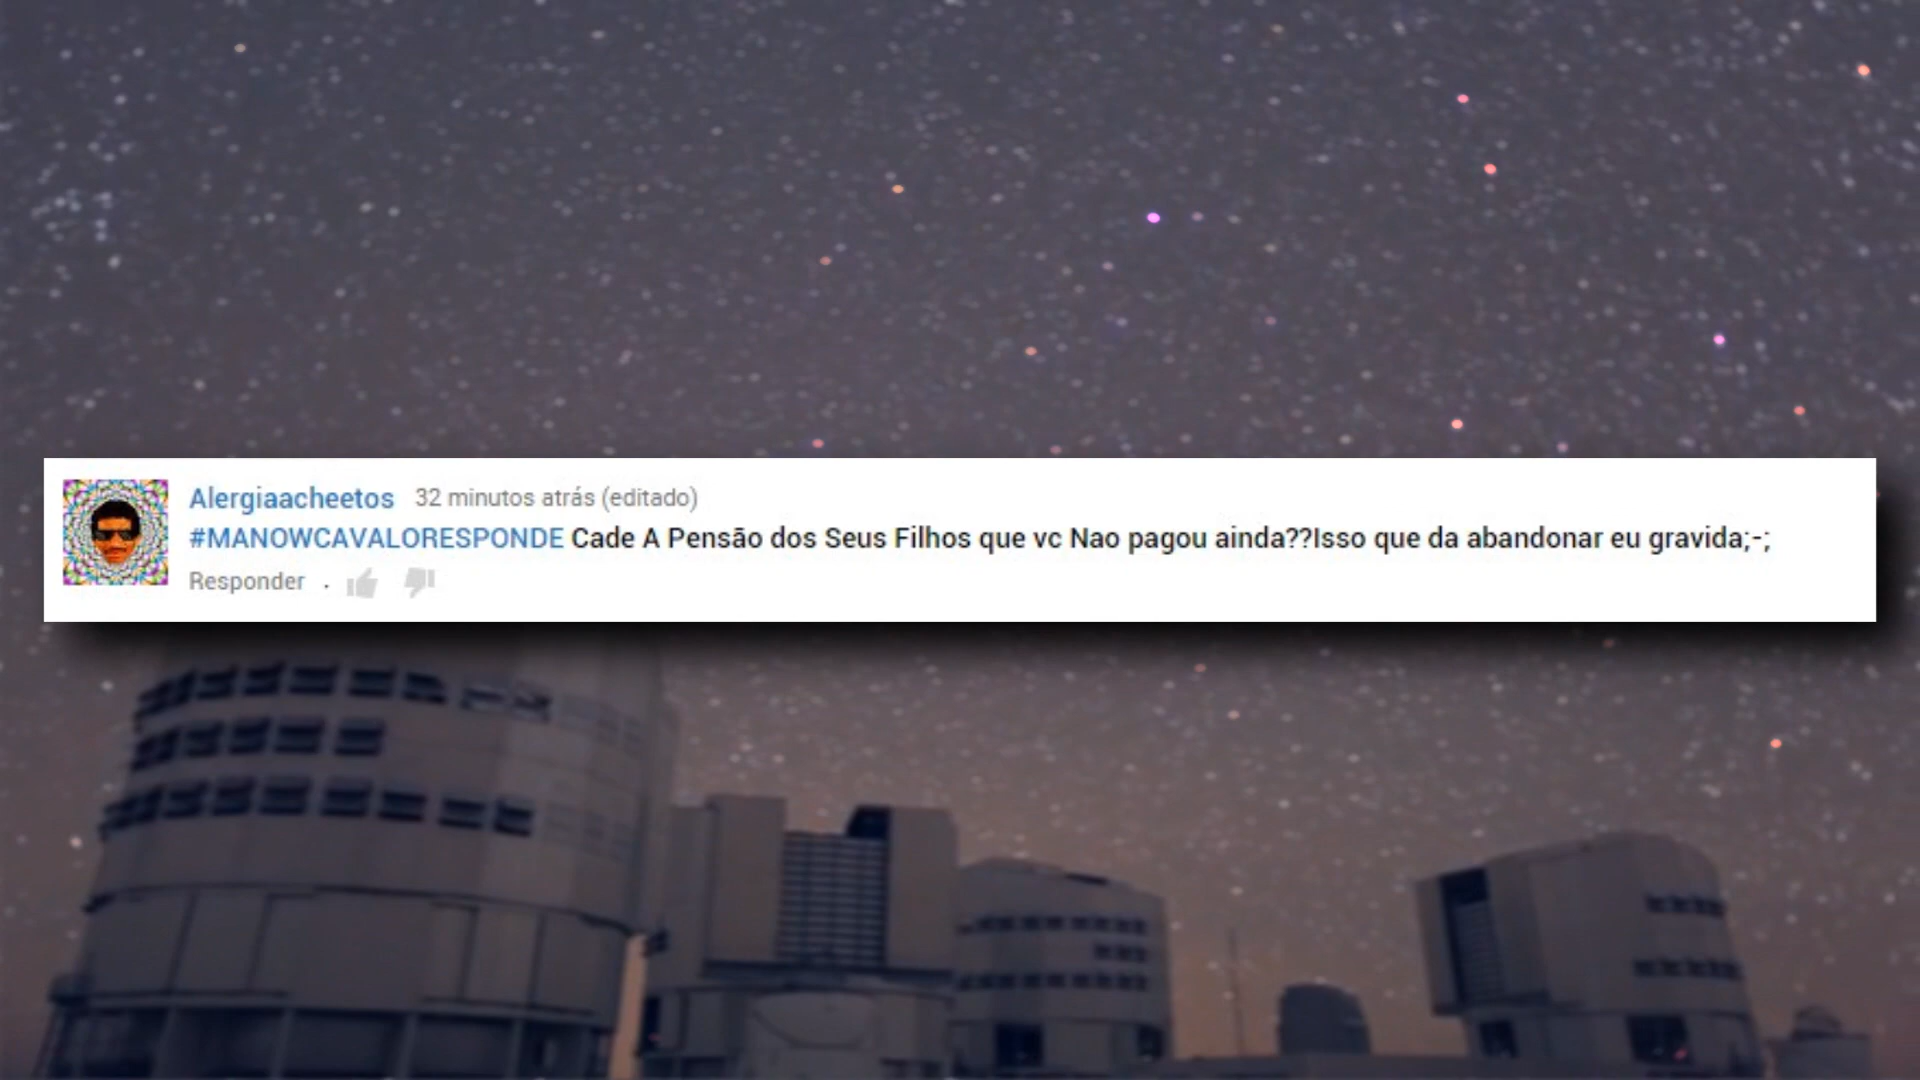 Alergiaacheetos 32 minutos atrás (editado)
#MANOWCAVALORESPONDE Cade A Pensão dos Seus Filhos que vc Nao pagou ainda??Isso que da abandonar eu gravida;-;
Responder .